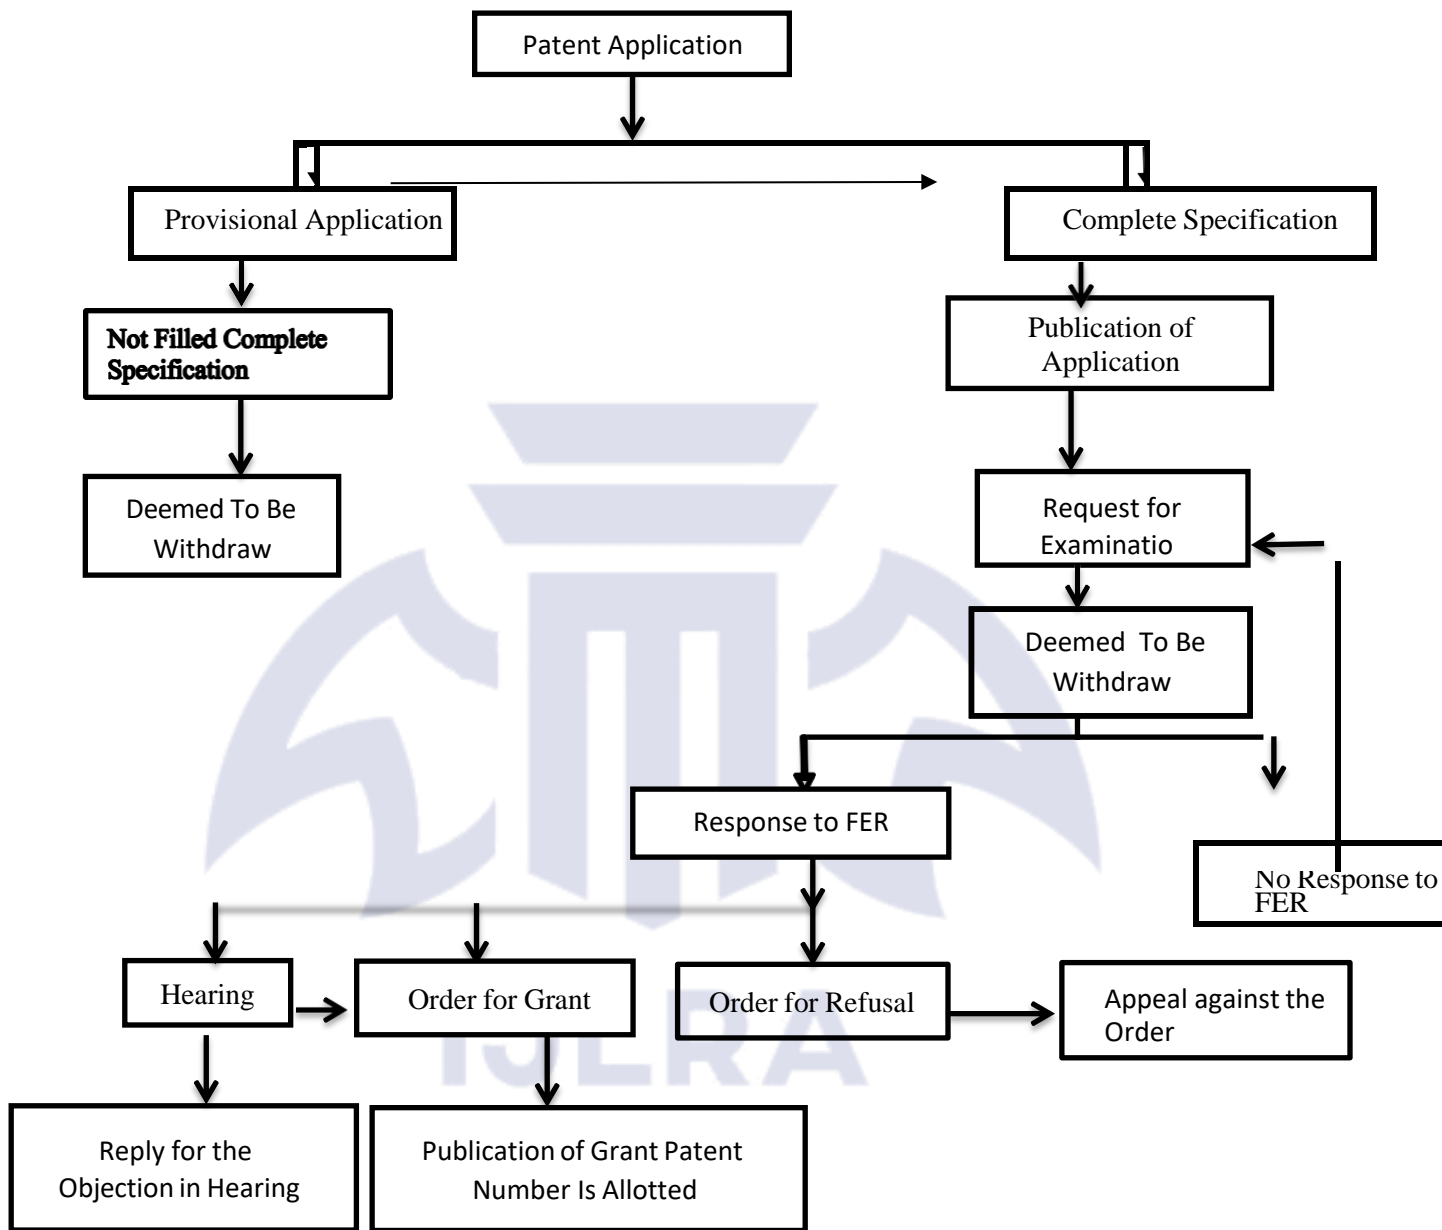 Patent Application
Provisional Application
Complete Specification
Not Filled Complete
Specification
Publication of
Application
Deemed To Be
Withdraw
Request for
Examinatio
Deemed To Be
Withdraw
Response to FER
No Response to
FER
Hearing
Order for Grant
Order for Refusal
Appeal against the
Order
IJLRA
Reply for the
Objection in Hearing
Publication of Grant Patent
Number Is Allotted